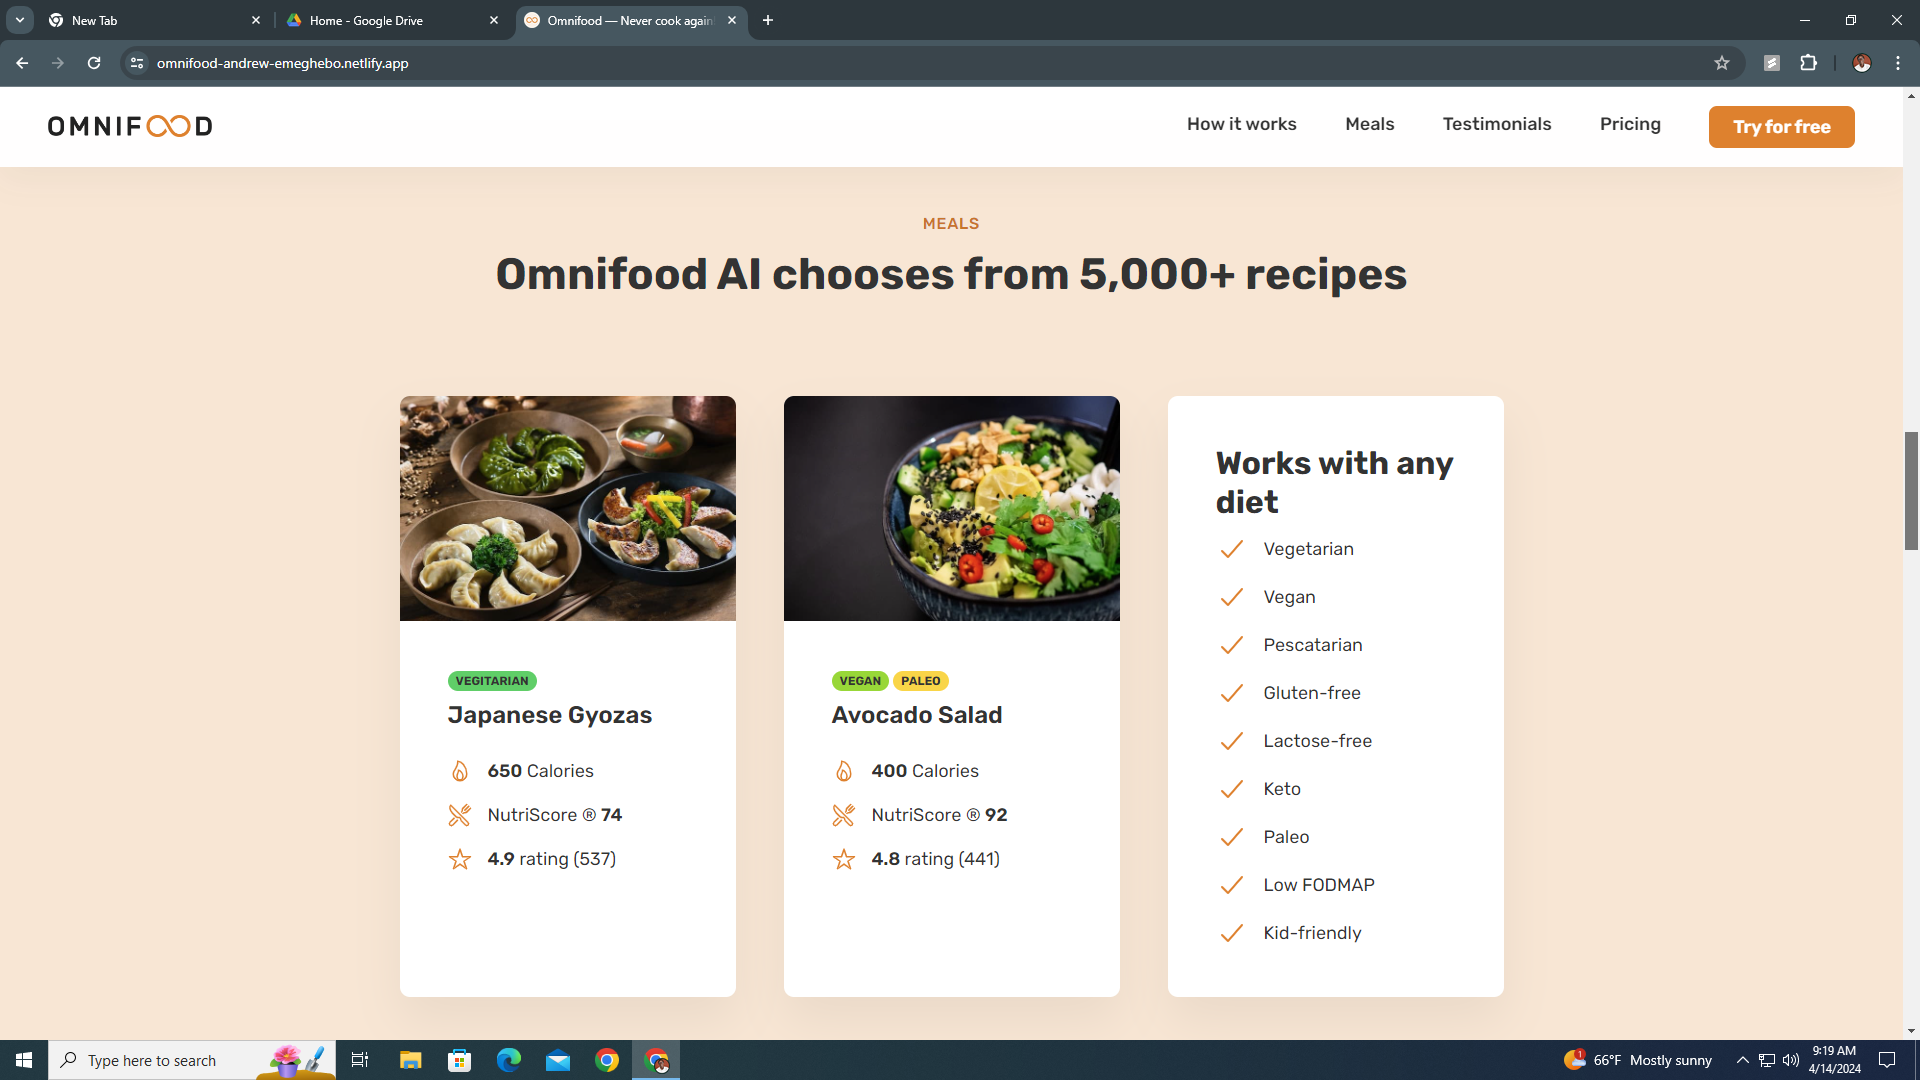 New Tab
Home - Google Drive
Omnifood — Never cook again
omnifood-andrew-emeghebo.netlify.app
OMNIFOOD
How it works
Meals
Testimonials
Pricing
Try for free
MEALS
Omnifood AI chooses from 5,000+ recipes
VEGITARIAN
Japanese Gyozas
650 Calories
NutriScore ® 74
4.9 rating (537)
VEGAN PALEO
Avocado Salad
400 Calories
NutriScore ® 92
4.8 rating (441)
Works with any
diet
Vegetarian
Vegan
Pescatarian
Gluten-free
Lactose-free
Keto
Paleo
Low FODMAP
Kid-friendly
Type here to search
1
66°F Mostly sunny
9:19 AM
4/14/2024